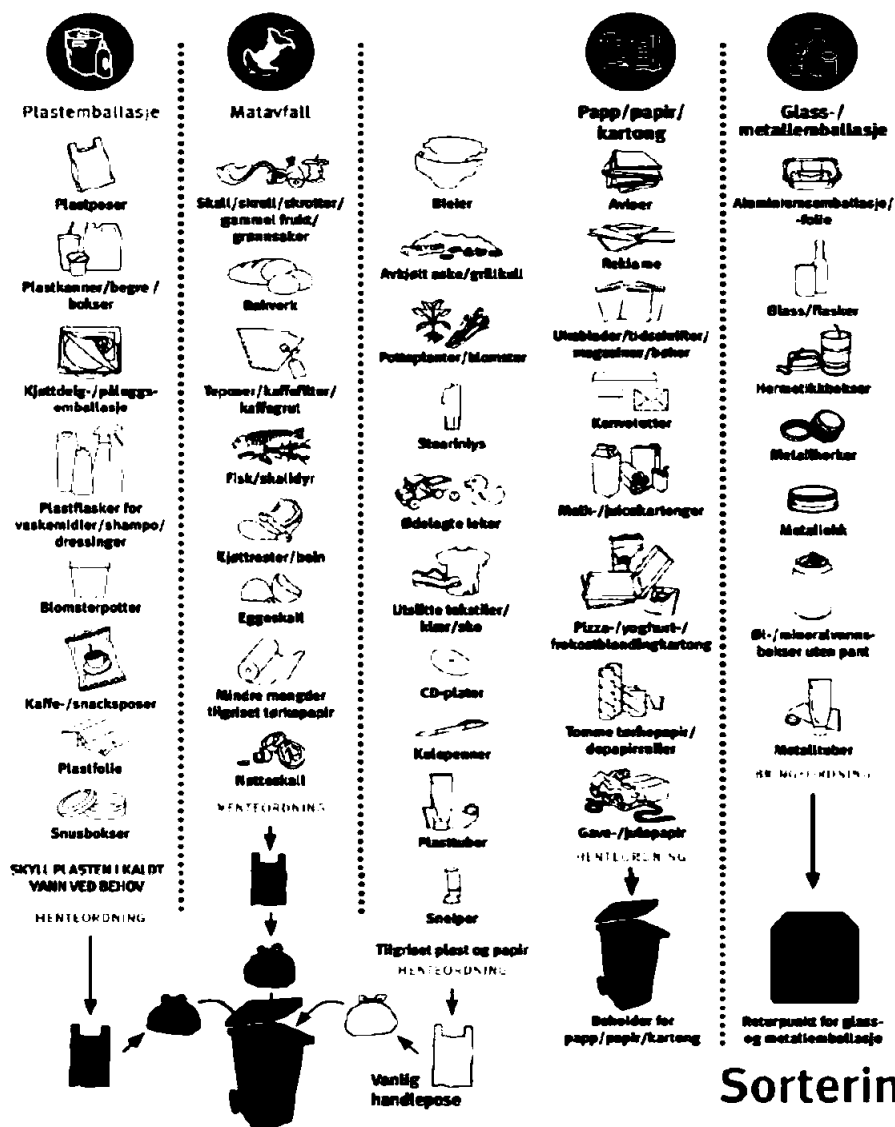 Plastemballasje
Plastposer
Plastkanner/begre/
bokser
Kjøttdeig-/påleggs-
emballasje
Plastflasker for
vaskemidler/shampo/
dressinger
Blomsterpotter
Kaffe-/snacksposer
Plastfolie
Snusbokser
SKYLL PLASTEN I KALDT
VANN VED BEHOV
HENTEORDNING
Matavfall
Skall/skrell/skrotter/
gammel frukt/
grønnsaker
Bakverk
Teposer/kaffefilter/
kaffegrut
Fisk/skalldyr
Kjøttrester/bein
Eggeskall
Mindre mengder
tilgriset tørkepapir
Nøtteskall
HENTEORDNING
Bleier
Avkjølt aske/grillkull
Potteplanter/blomster
Stearinlys
Ødelagte leker
Utslitte tekstiler/
klær/sko
CD-plater
Kulepenner
Plasttuber
Sneiper
Tilgriset plast og papir
HENTEORDNING
Vanlig
handlepose
Papp/papir/
kartong
Aviser
Reklame
Ukeblader/tidsskrifter/
magasiner/bøker
Konvolutter
Melk-/juicekartonger
Pizza-/yoghurt-/
frokostblandingkartong
Tomme tørkepapir/
dopapirruller
Gave-/julepapir
HENTEORDNING
Beholder for
papp/papir/kartong
Glass-/
metallemballasje
Aluminiumsemballasje/
-folie
Glass/flasker
Hermetikkbokser
Metallkorker
Metallokk
Øl-/mineralvanns-
bokser uten pant
Metalltuber
BRINGEORDNING
Returpunkt for glass-
og metallemballasje
Sorterin